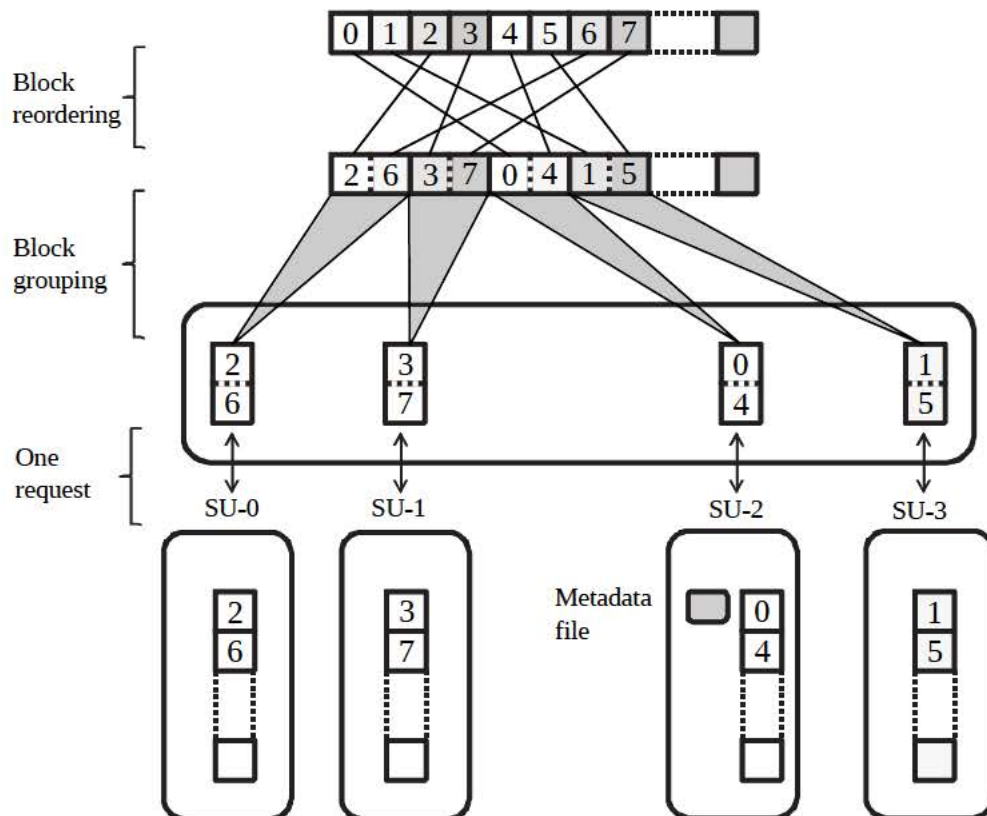 0 1 2 3 4 5 6 7
Block
reordering
2 6 3 7 0 4 1 5
Block
grouping
2 3 0 1
6 7 4 5
One
request
SU-0 SU-1 SU-2 SU-3
Metadata
file
2 3 0 1
6 7 4 5